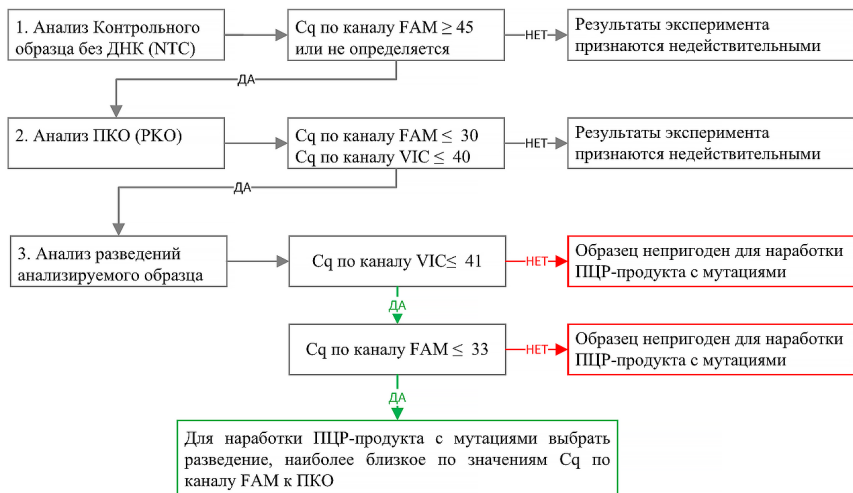 1. Анализ Контрольного
образца без ДНК (NTC)
Cq по каналу FAM ≥ 45
или не определяется
НЕТ
Результаты эксперимента
признаются недействительными
ДА
2. Анализ ПКО (PKO)
Cq по каналу FAM ≤ 30
Cq по каналу VIC ≤ 40
НЕТ
Результаты эксперимента
признаются недействительными
ДА
3. Анализ разведений
анализируемого образца
Cq по каналу VIC≤ 41
НЕТ
Образец непригоден для наработки
ПЦР-продукта с мутациями
ДА
Cq по каналу FAM ≤ 33
НЕТ
Образец непригоден для наработки
ПЦР-продукта с мутациями
ДА
Для наработки ПЦР-продукта с мутациями выбрать
разведение, наиболее близкое по значениям Cq по
каналу FAM к ПКО